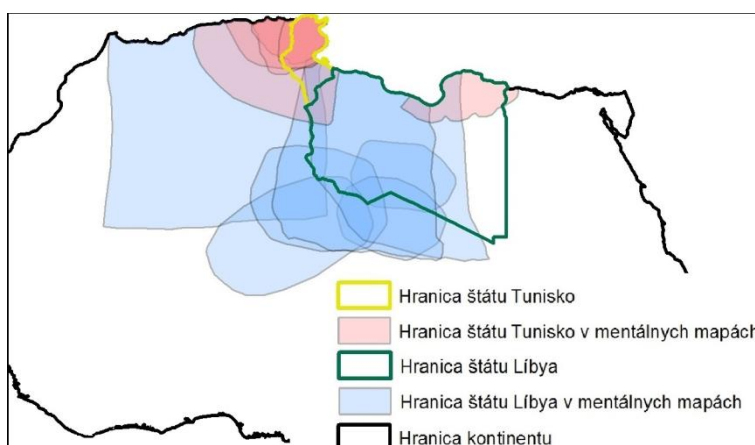 Hranica štátu Tunisko
Hranica štátu Tunisko v mentálnych mapách
Hranica štátu Líbya
Hranica štátu Líbya v mentálnych mapách
Hranica kontinentu